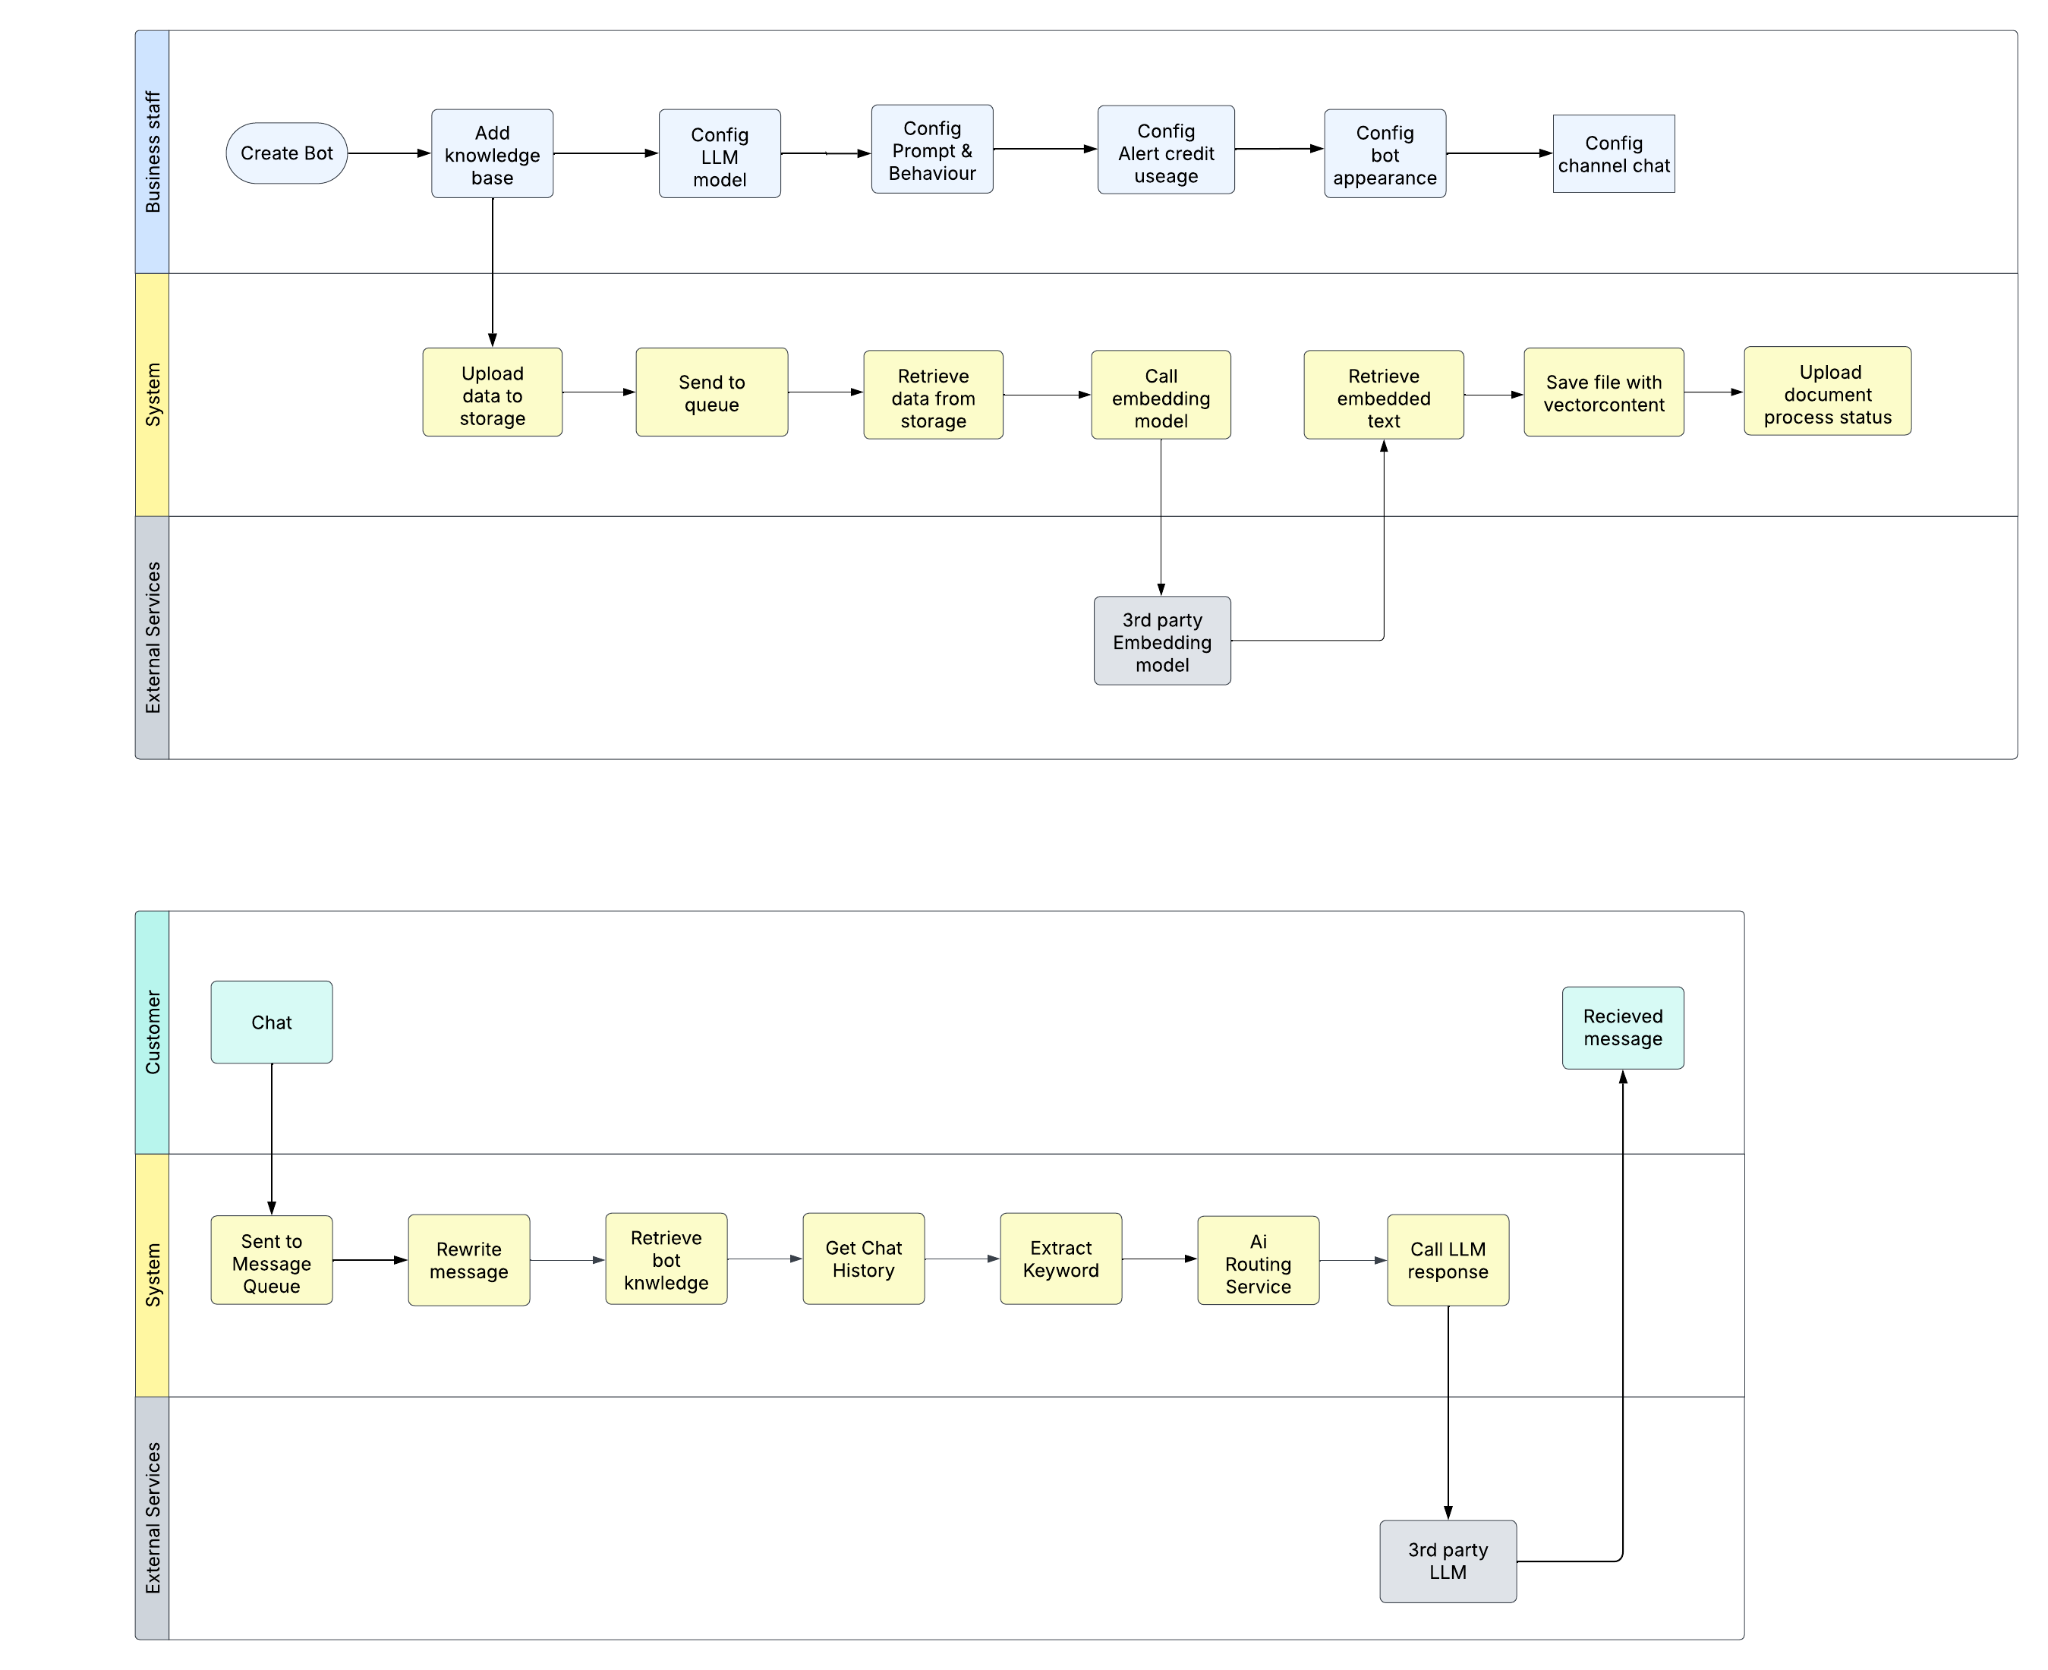 Business staff
Create Bot
Add
knowledge
base
Config
LLM
model
Config
Prompt &
Behaviour
Config
Alert credit
useage
Config
bot
appearance
Config
channel chat
System
Upload
data to
storage
Send to
queue
Retrieve
data from
storage
Call
embedding
model
Retrieve
embedded
text
Save file with
vectorcontent
Upload
document
process status
External Services
3rd party
Embedding
model
Customer
Chat
Recieved
message
System
Sent to
Message
Queue
Rewrite
message
Retrieve
bot
knwledge
Get Chat
History
Extract
Keyword
Ai
Routing
Service
Call LLM
response
External Services
3rd party
LLM